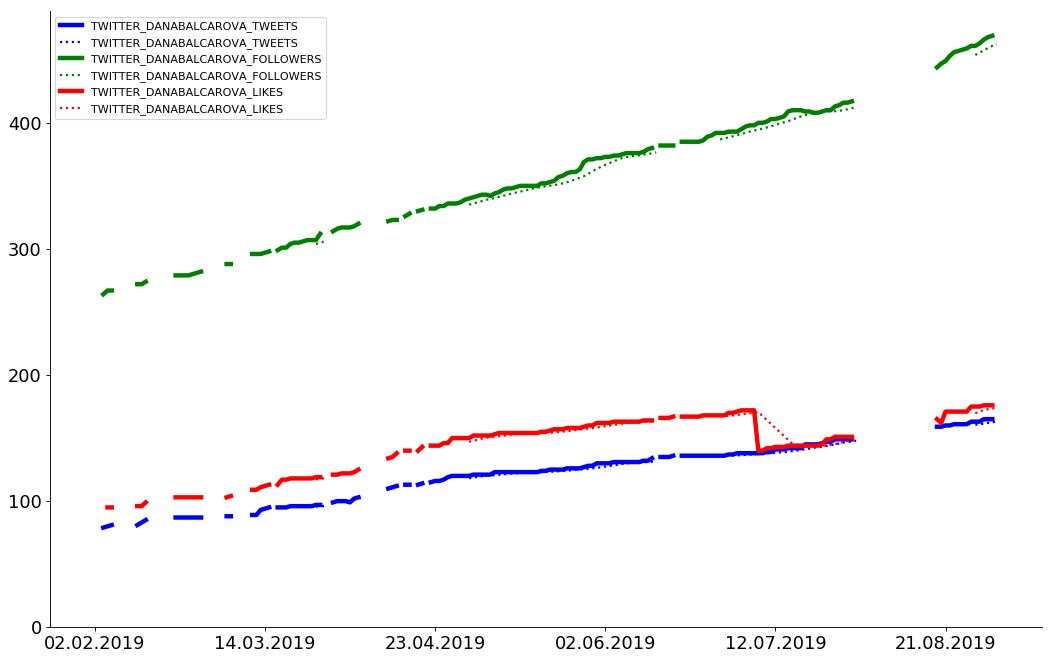 TWITTER_DANABALCAROVA_TWEETS
TWITTER_DANABALCAROVA_TWEETS
TWITTER_DANABALCAROVA_FOLLOWERS
TWITTER_DANABALCAROVA_FOLLOWERS
TWITTER_DANABALCAROVA_LIKES
TWITTER_DANABALCAROVA_LIKES
400
300
200
100
0
02.02.2019 14.03.2019 23.04.2019 02.06.2019 12.07.2019 21.08.2019